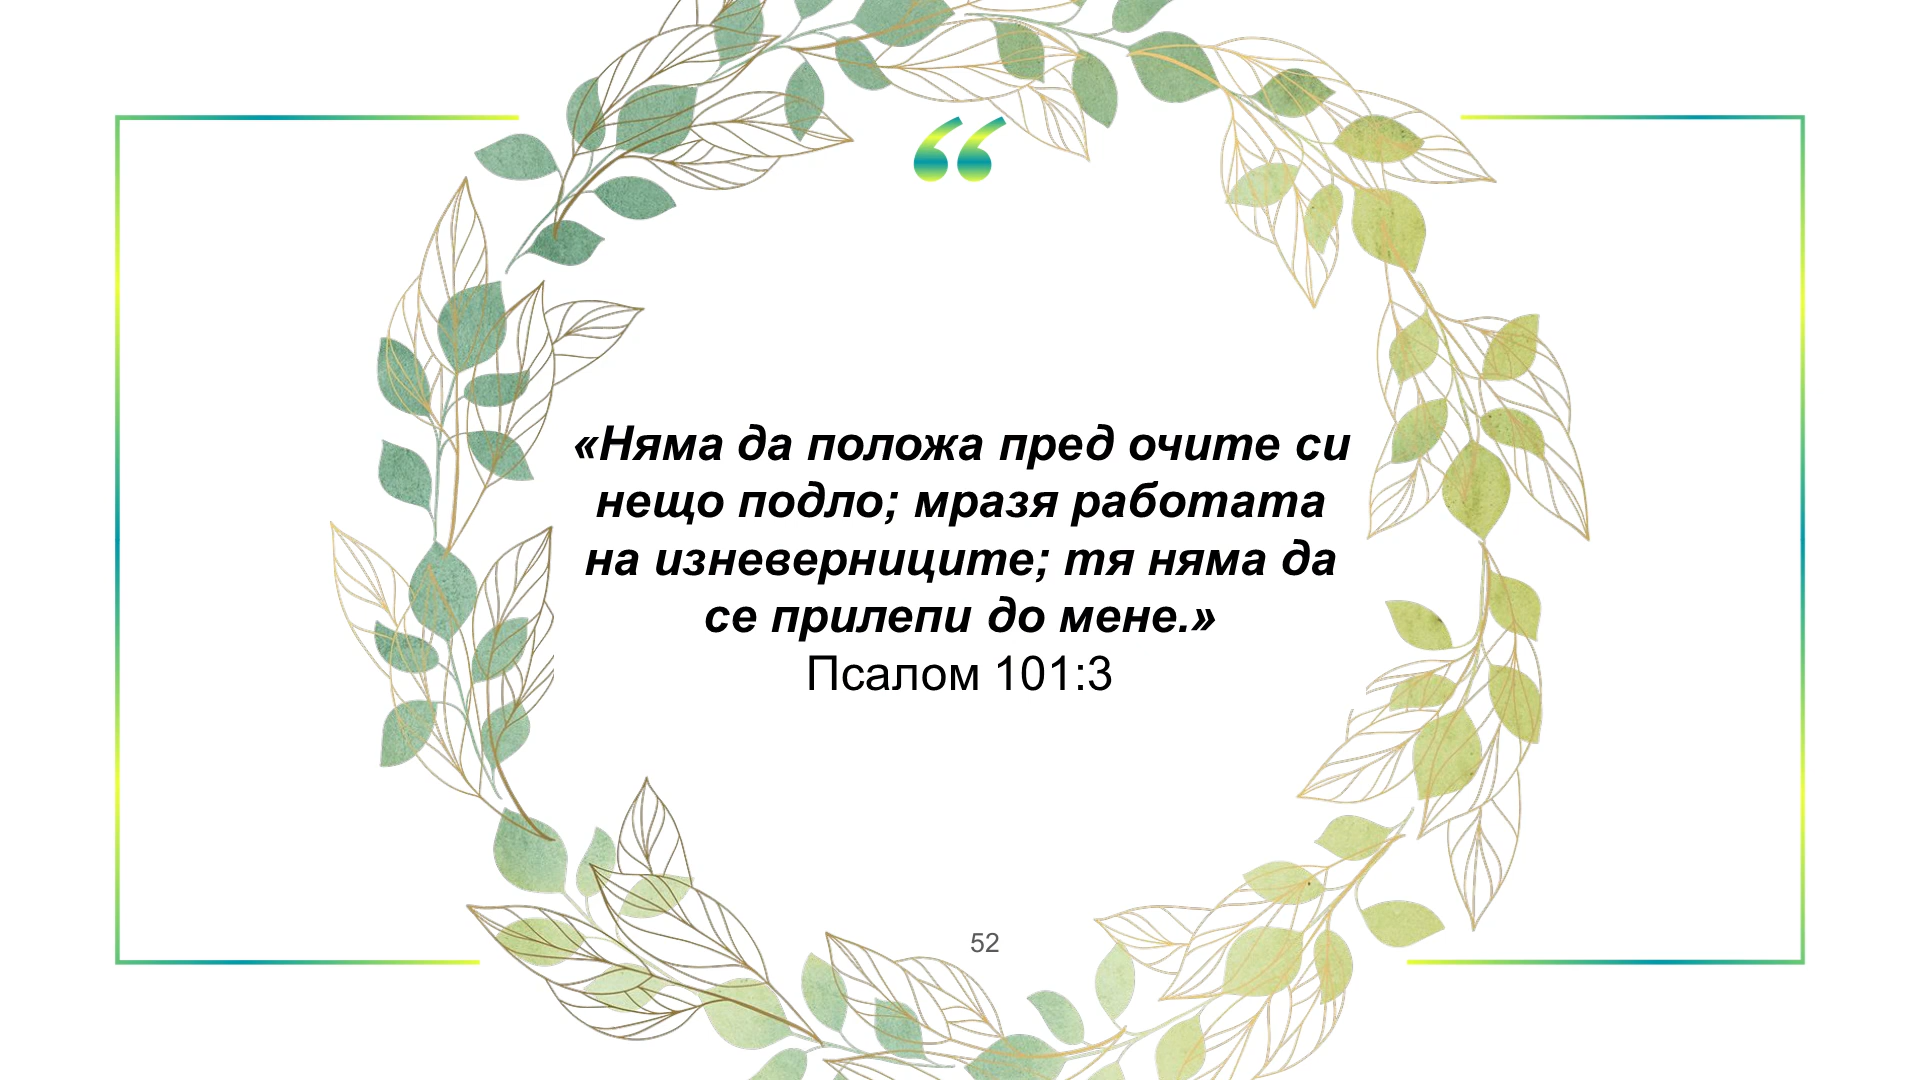 “
«Няма да положа пред очите си
нещо подло; мразя работата
на изневерниците; тя няма да
се прилепи до мене.»
Псалом 101:3
52